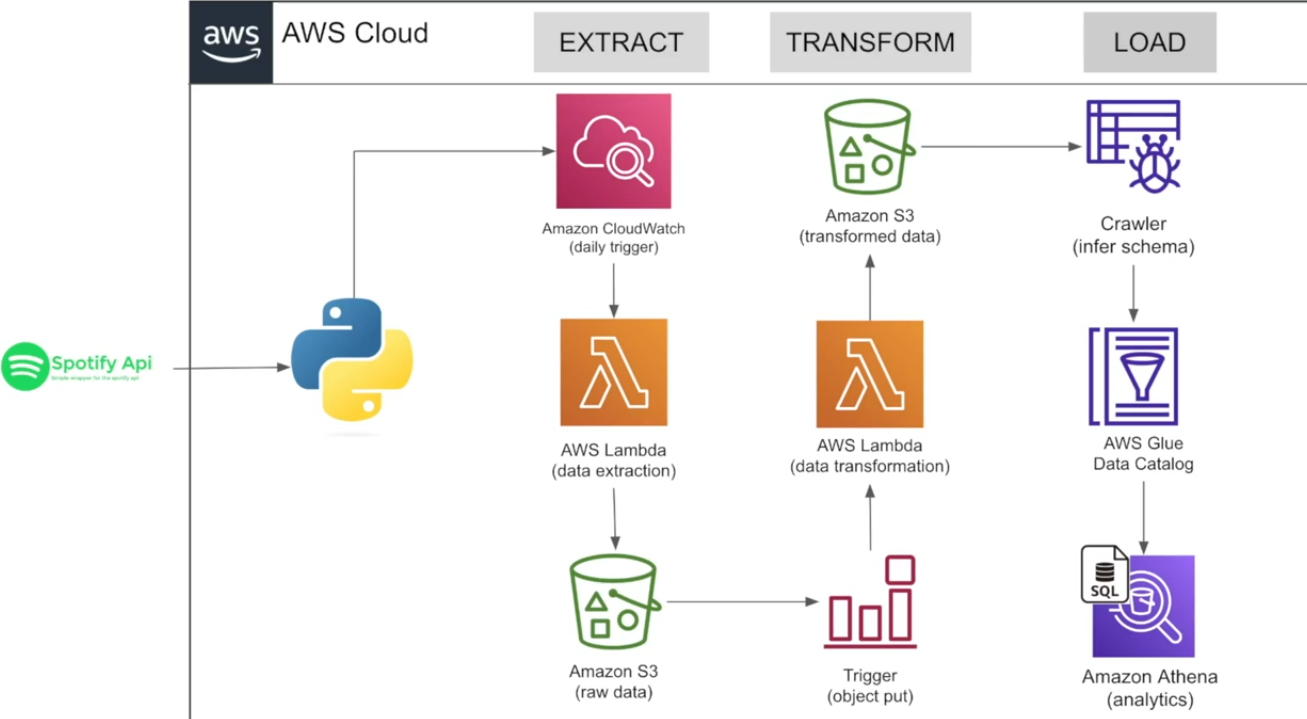 aws
AWS Cloud
EXTRACT
TRANSFORM
LOAD
Amazon CloudWatch
(daily trigger)
Amazon S3
(transformed data)
Crawler
(infer schema)
Spotify Api
Simple wrapper for the spotify api
AWS Lambda
(data extraction)
AWS Lambda
(data transformation)
AWS Glue
Data Catalog
SQL
Amazon S3
(raw data)
Trigger
(object put)
Amazon Athena
(analytics)